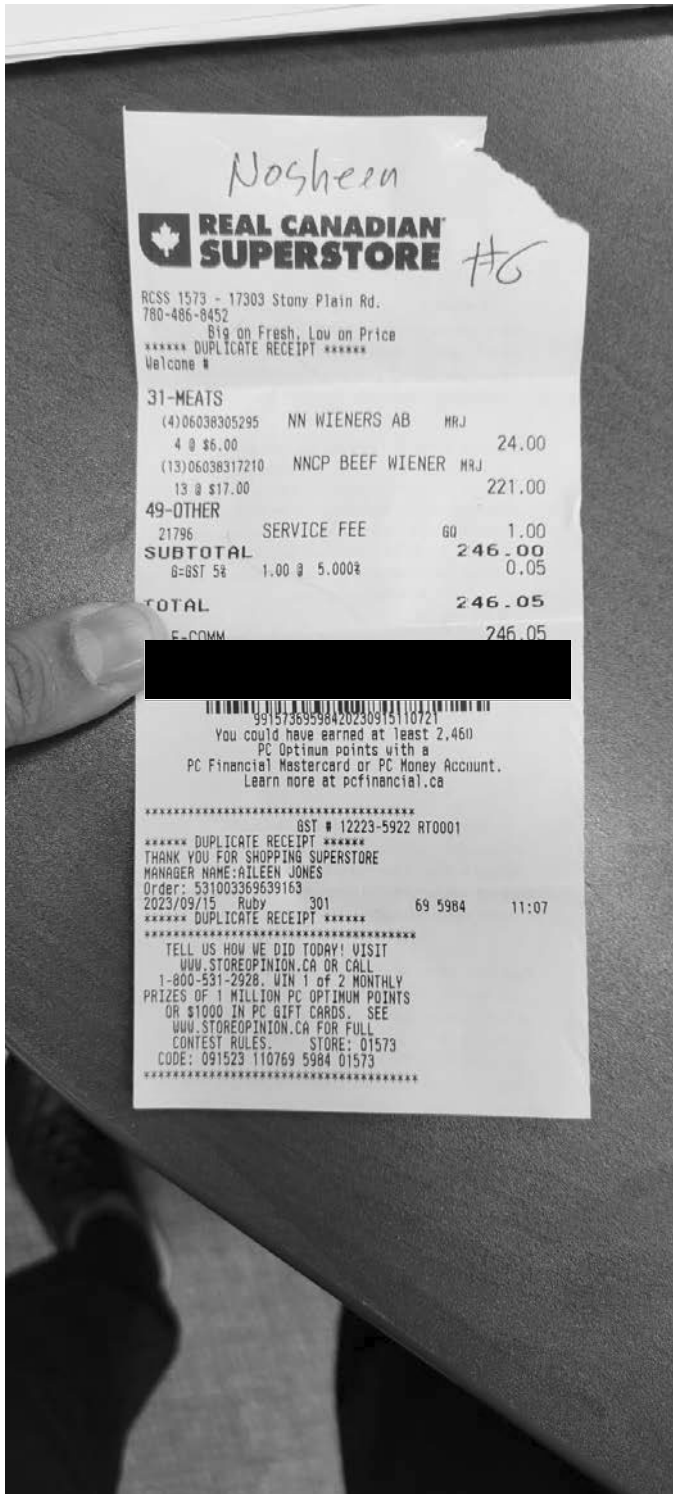 Nosheen
REAL CANADIAN
SUPERSTORE
#6
RCSS 1573 - 17303 Stony Plain Rd.
780-486-8452
Big on Fresh, Low on Price
****** DUPLICATE RECEIPT ******
Welcome #
31-MEATS
(4)06038305295 NN WIENERS AB MRJ
4 @ $6.00 24.00
(13)06038317210 NNCP BEEF WIENER MRJ
13 @ $17.00 221.00
49-OTHER
21796 SERVICE FEE GQ 1.00
SUBTOTAL 246.00
G=GST 5% 1.00 @ 5.000% 0.05
TOTAL 246.05
E-COMM 246.05
99157369598420230915110721
You could have earned at least 2,460
PC Optimum points with a
PC Financial Mastercard or PC Money Account.
Learn more at pcfinancial.ca
****************************************
GST # 12223-5922 RT0001
****** DUPLICATE RECEIPT ******
THANK YOU FOR SHOPPING SUPERSTORE
MANAGER NAME:AILEEN JONES
Order: 531003369639163
2023/09/15 Ruby 301 69 5984 11:07
****** DUPLICATE RECEIPT ******
****************************************
TELL US HOW WE DID TODAY! VISIT
WWW.STOREOPINION.CA OR CALL
1-800-531-2928. WIN 1 of 2 MONTHLY
PRIZES OF 1 MILLION PC OPTIMUM POINTS
OR $1000 IN PC GIFT CARDS. SEE
WWW.STOREOPINION.CA FOR FULL
CONTEST RULES. STORE: 01573
CODE: 091523 110769 5984 01573
****************************************